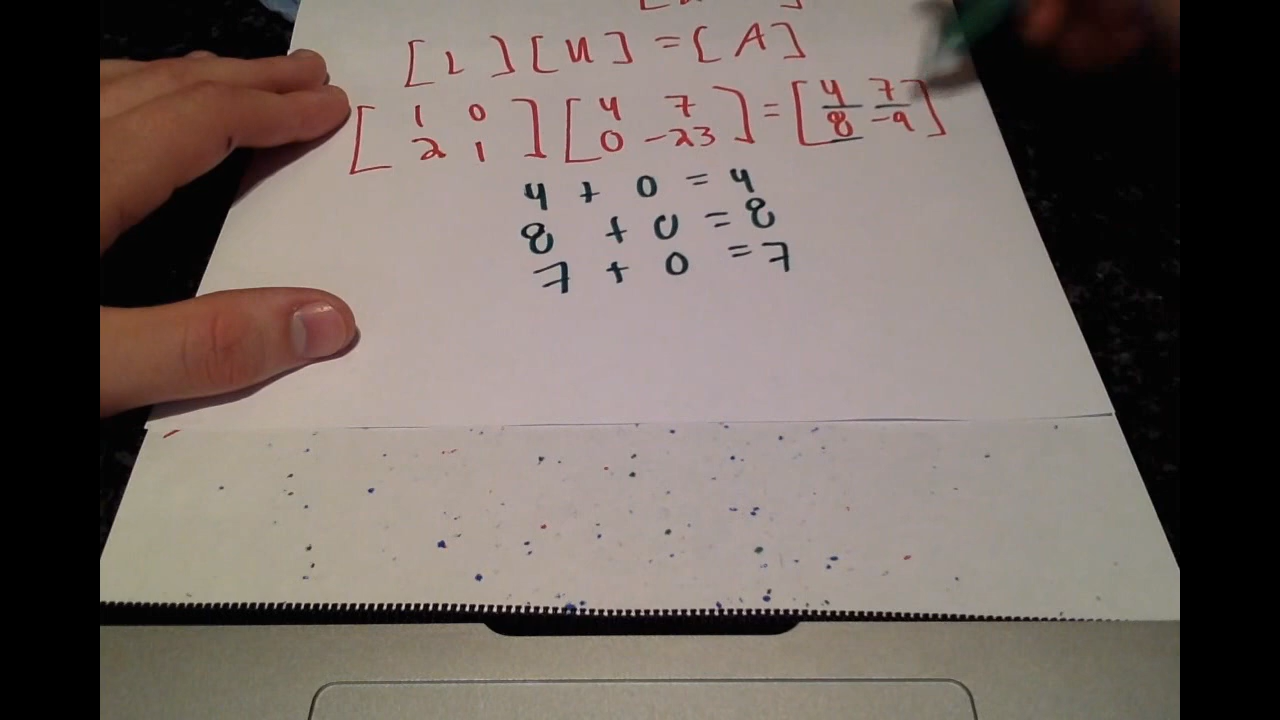 [ L ] [ U ] = [ A ]
[ 1 0 ] [ 4 7 ] = [ 4 7 ]
[ 2 1 ] [ 0 -23 ] [ 8 -9 ]
4 + 0 = 4
8 + 0 = 8
7 + 0 = 7